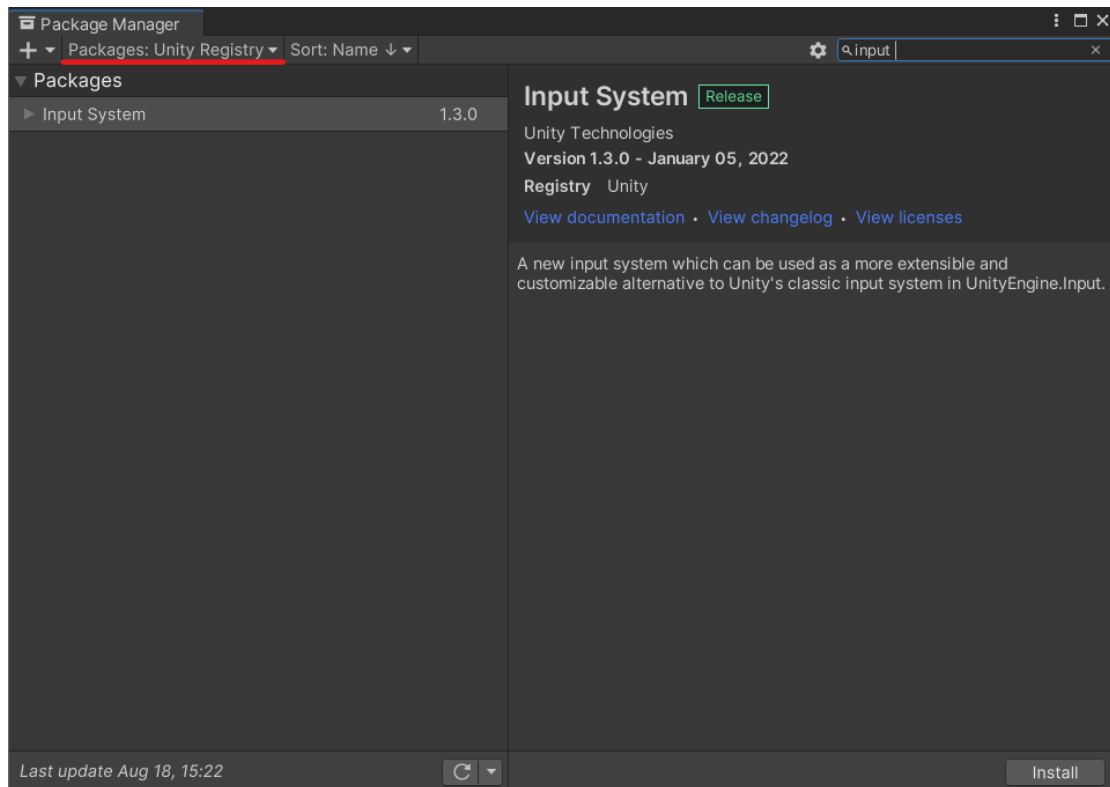 Package Manager
Packages: Unity Registry Sort: Name ↓ input
Packages
Input System 1.3.0
Input System Release
Unity Technologies
Version 1.3.0 - January 05, 2022
Registry Unity
View documentation • View changelog • View licenses
A new input system which can be used as a more extensible and
customizable alternative to Unity's classic input system in UnityEngine.Input.
Last update Aug 18, 15:22
Install